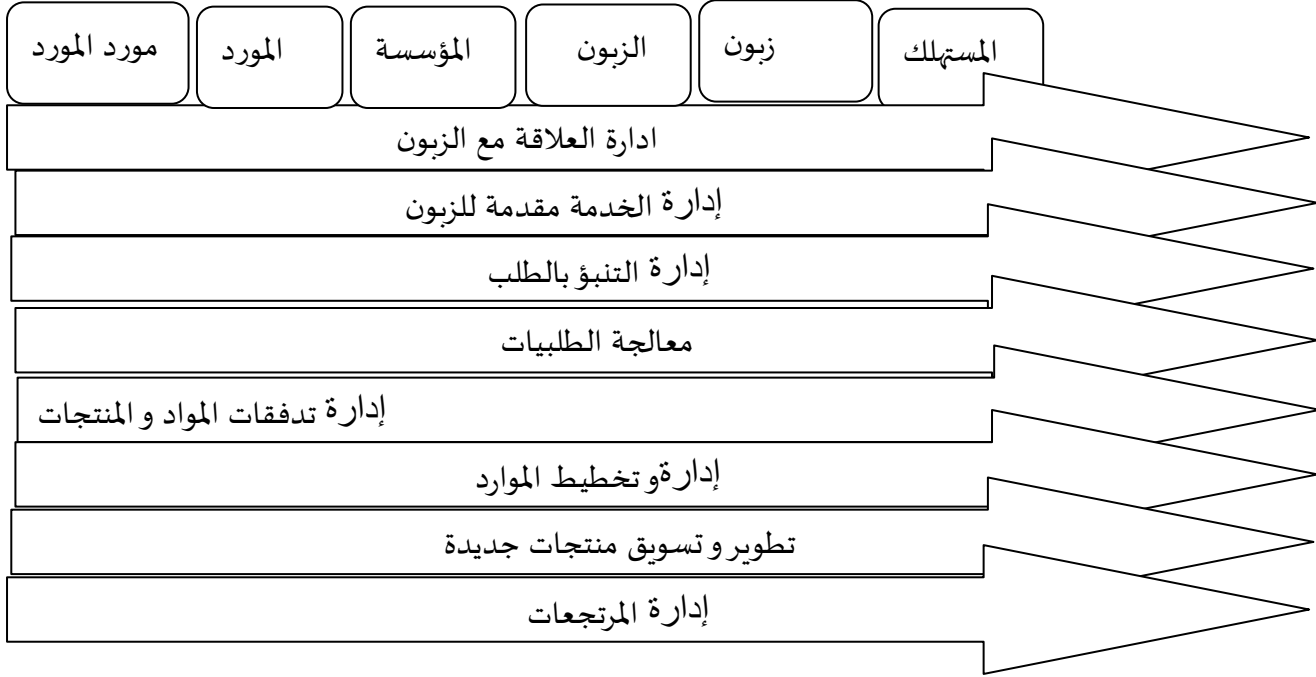 المستهلك
زبون
الزبون
المؤسسة
المورد
مورد المورد
ادارة العلاقة مع الزبون
إدارة الخدمة مقدمة للزبون
إدارة التنبؤ بالطلب
معالجة الطلبيات
إدارة تدفقات المواد و المنتجات
إدارةو تخطيط الموارد
تطوير و تسويق منتجات جديدة
إدارة المرتجعات